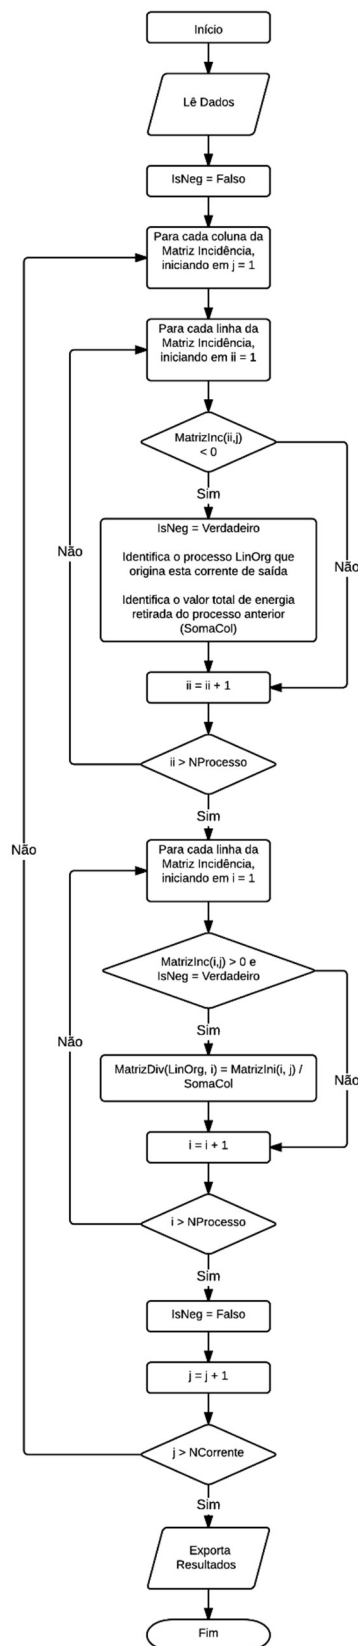 Início
Lê Dados
IsNeg = Falso
Para cada coluna da
Matriz Incidência,
iniciando em j = 1
Para cada linha da
Matriz Incidência,
iniciando em ii = 1
MatrizInc(ii,j)
< 0
Sim
Não
IsNeg = Verdadeiro
Identifica o processo LinOrg que
origina esta corrente de saída
Identifica o valor total de energia
retirada do processo anterior
(SomaCol)
Não
ii = ii + 1
ii > NProcesso
Sim
Não
Para cada linha da
Matriz Incidência,
iniciando em i = 1
MatrizInc(i,j) > 0 e
IsNeg = Verdadeiro
Sim
Não
MatrizDiv(LinOrg, i) = MatrizIni(i, j) /
SomaCol
Não
i = i + 1
i > NProcesso
Sim
IsNeg = Falso
j = j + 1
j > NCorrente
Sim
Exporta
Resultados
Fim